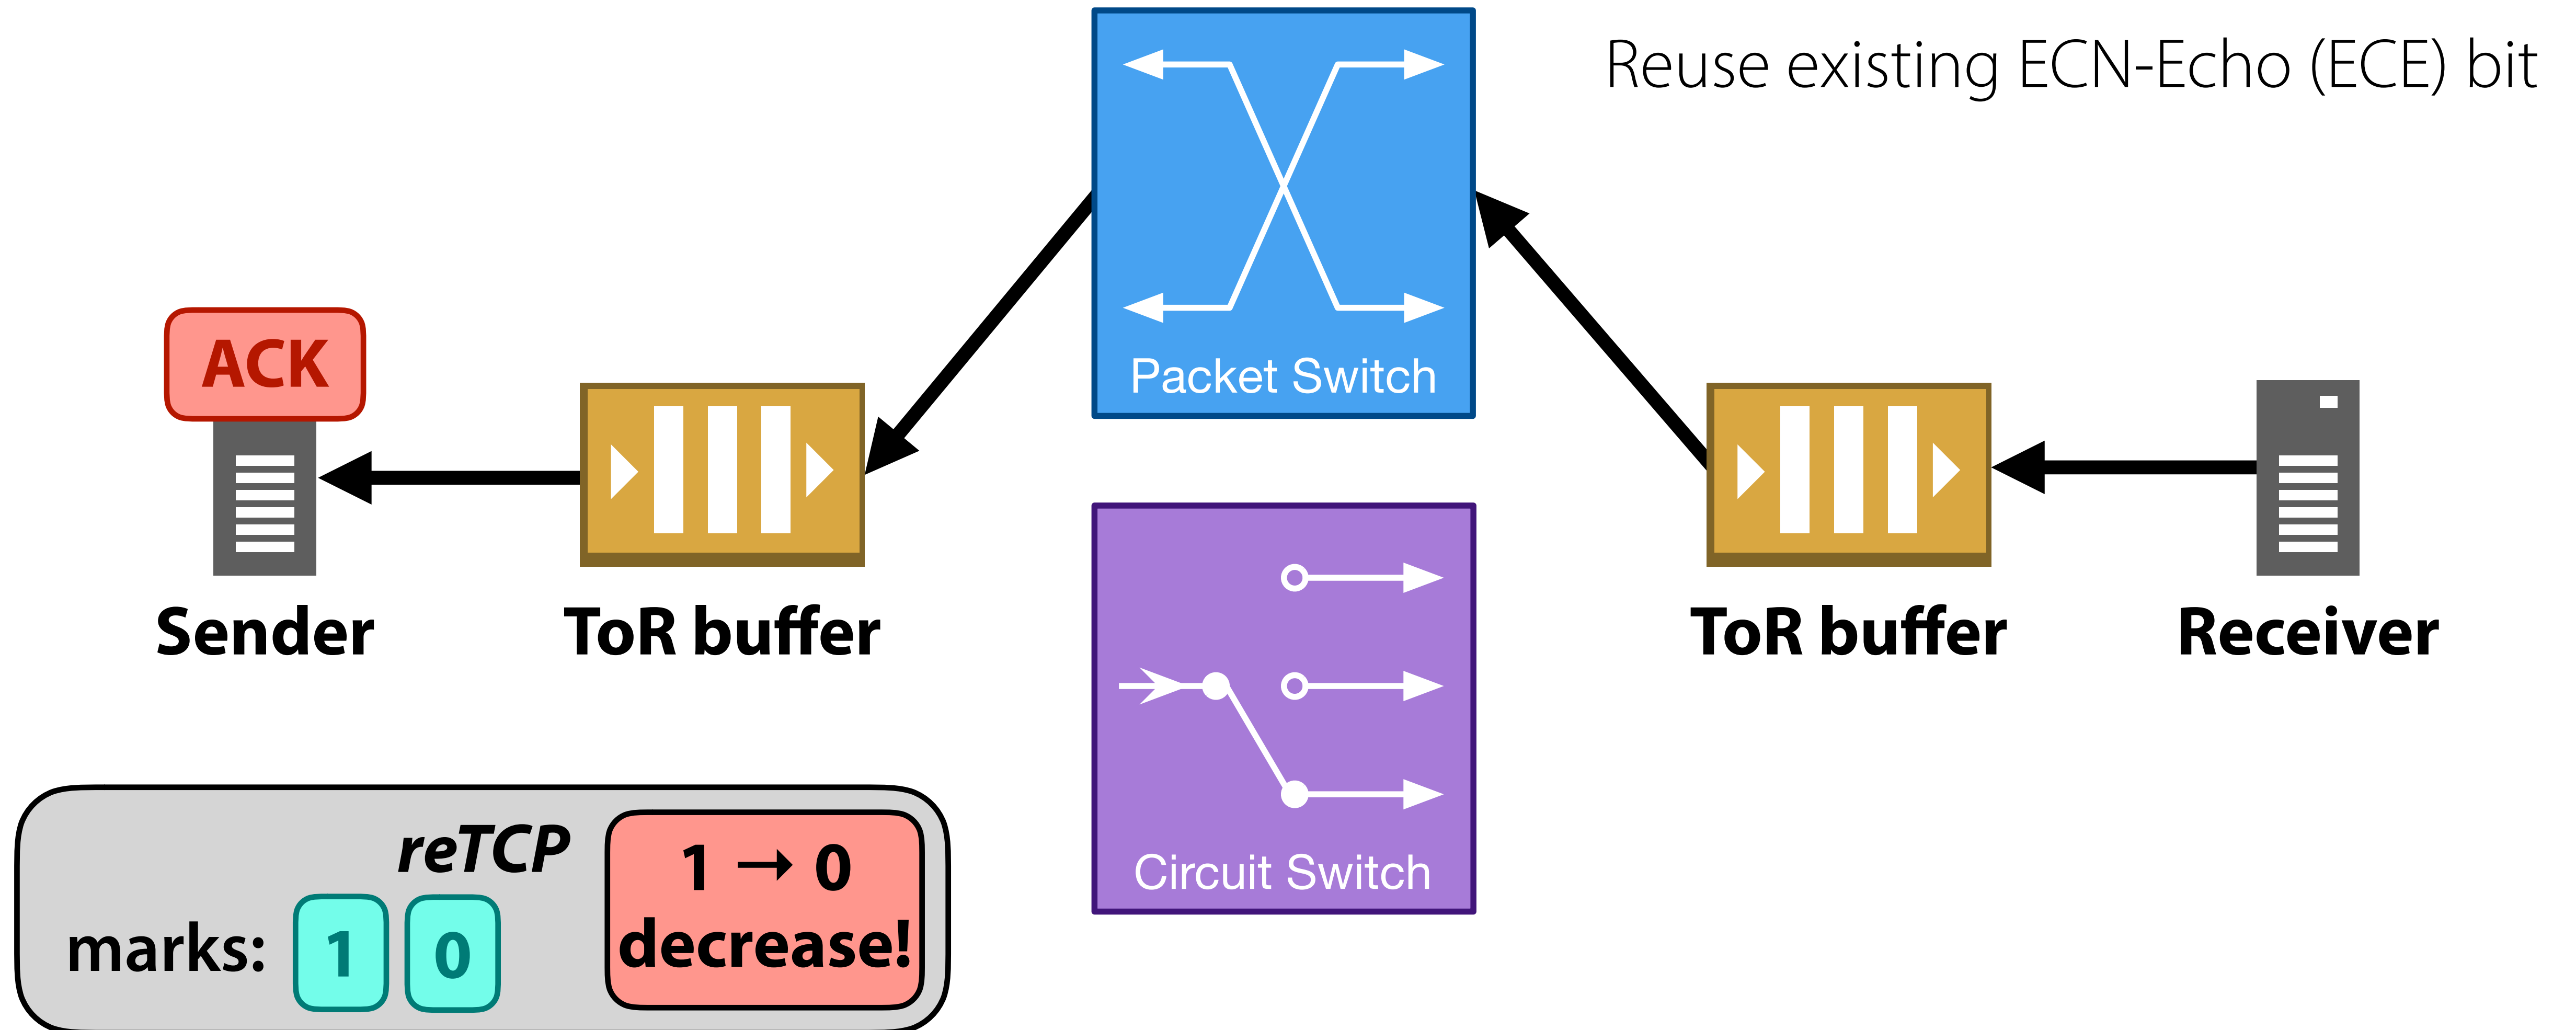 Reuse existing ECN-Echo (ECE) bit
ACK
Packet Switch
Sender
ToR buffer
ToR buffer
Receiver
Circuit Switch
reTCP
marks: 1 0
1 → 0
decrease!